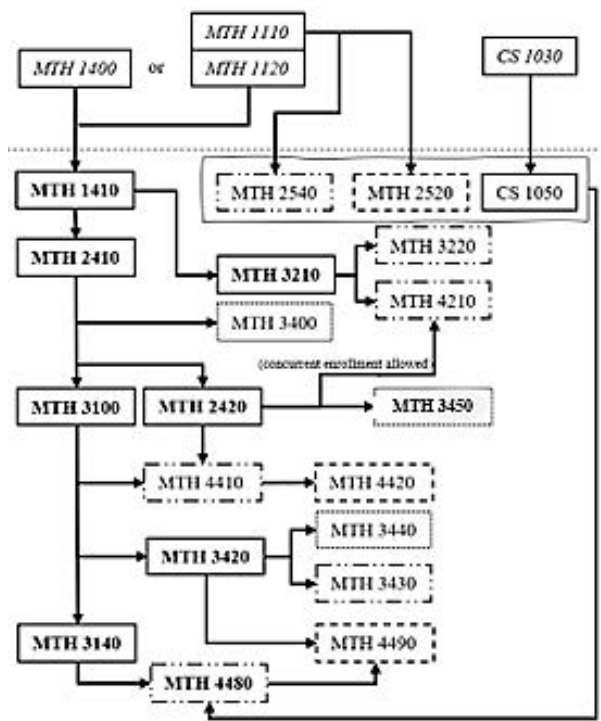 MTH 1110
MTH 1400 or MTH 1120 CS 1030
MTH 1410 MTH 2540 MTH 2520 CS 1050
MTH 2410 MTH 3210 MTH 3220
MTH 4210
MTH 3400
(concurrent enrollment allowed)
MTH 3100 MTH 2420 MTH 3450
MTH 4410 MTH 4420
MTH 3440
MTH 3420
MTH 3430
MTH 3140 MTH 4490
MTH 4480